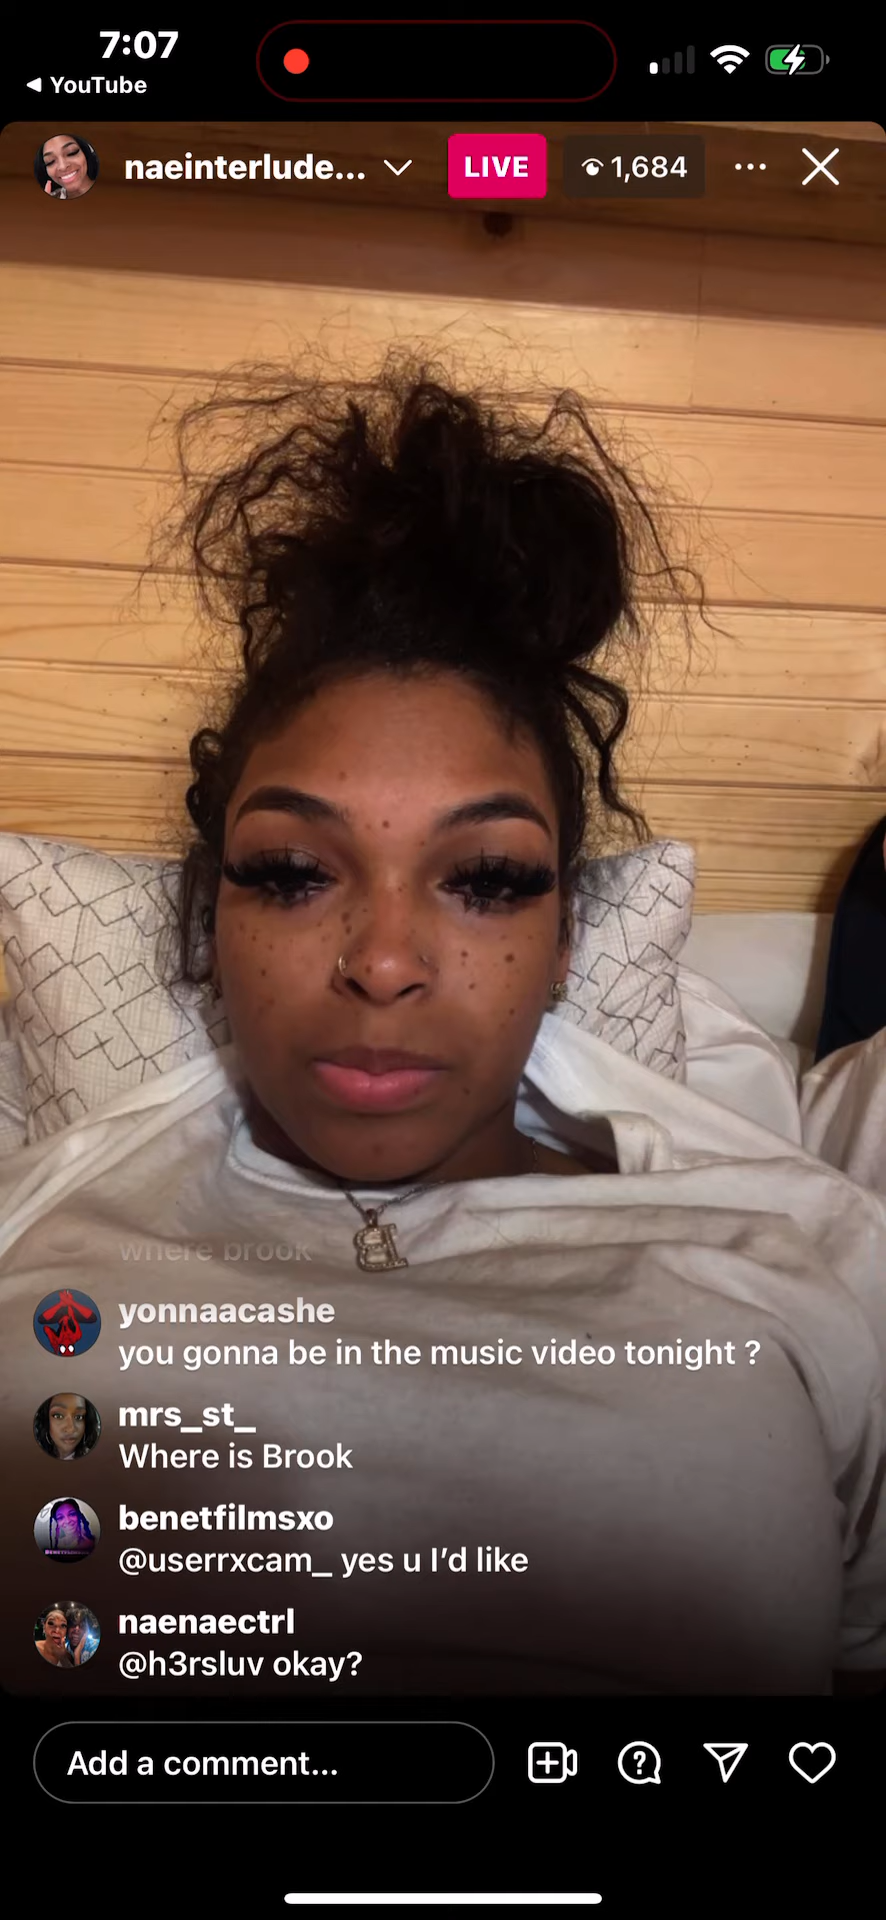 7:07
◀ YouTube
naeinterlude...
LIVE
1,684
where brook
yonnaacashe
you gonna be in the music video tonight ?
mrs_st_
Where is Brook
benetfilmsxo
@userrxcam_ yes u I’d like
naenaectrl
@h3rsluv okay?
Add a comment...